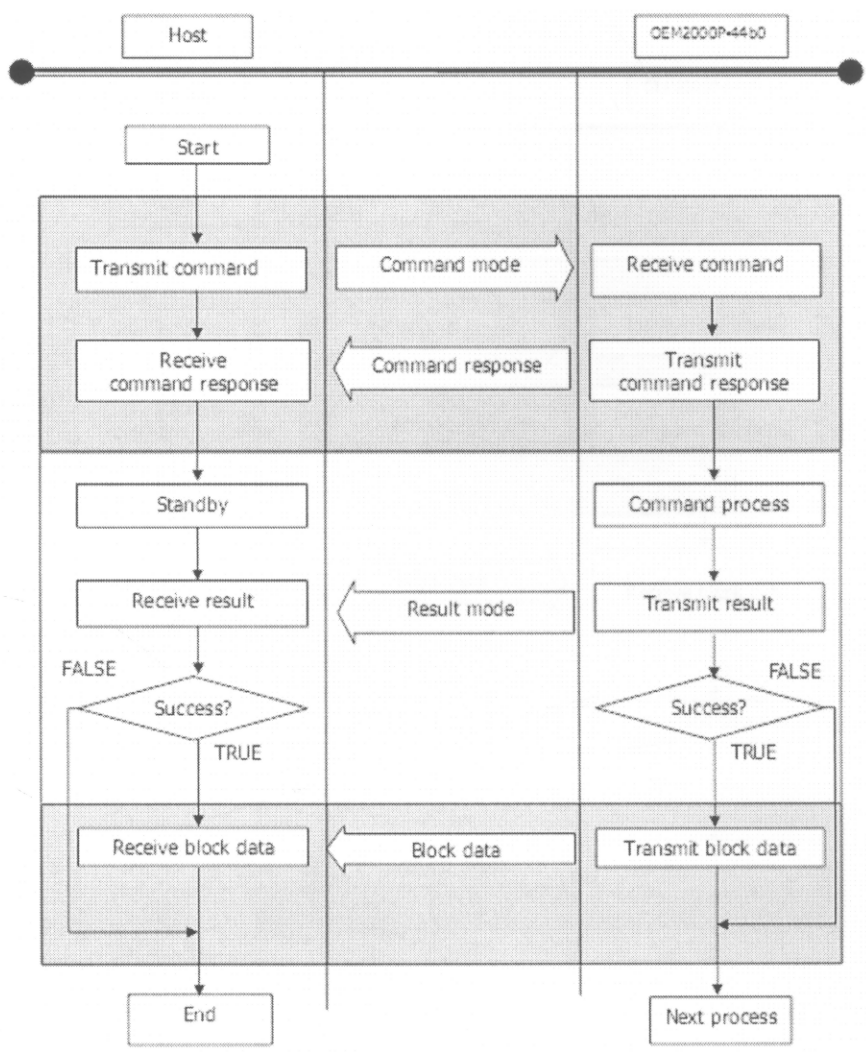 Host
OEM2000P-44b0
Start
Transmit command
Command mode
Receive command
Receive
command response
Command response
Transmit
command response
Standby
Command process
Receive result
Result mode
Transmit result
FALSE
Success?
TRUE
FALSE
Success?
TRUE
Receive block data
Block data
Transmit block data
End
Next process